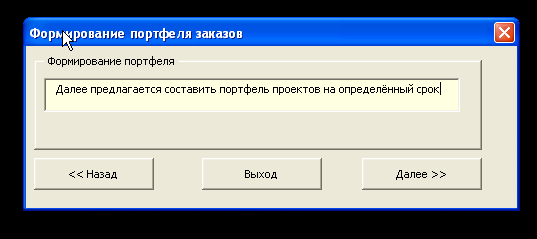 Формирование портфеля заказов
Формирование портфеля
Далее предлагается составить портфель проектов на определённый срок
<< Назад
Выход
Далее >>